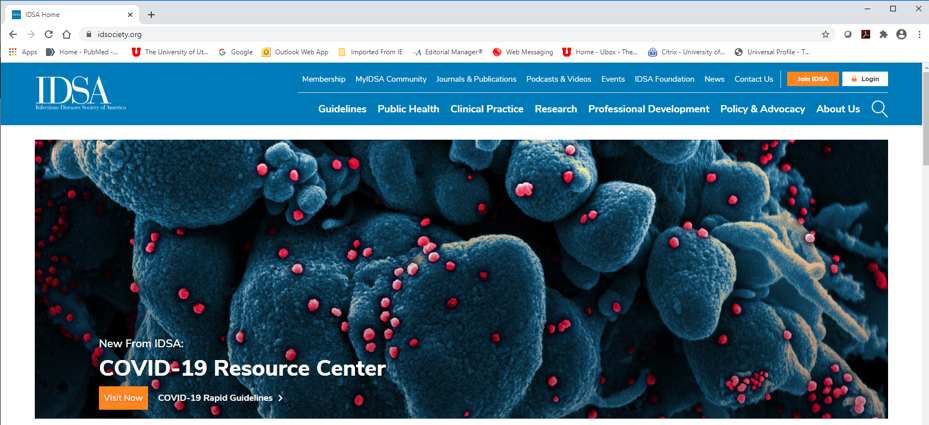 IDSA Home
idsociety.org
Apps Home - PubMed -... The University of Ut... Google Outlook Web App Imported From IE Editorial Manager® Web Messaging Home - Ubox - The... Citrix - University of... Universal Profile - T...
Membership MyIDSA Community Journals & Publications Podcasts & Videos Events IDSA Foundation News Contact Us Join IDSA Login
IDSA
Infectious Diseases Society of America
Guidelines Public Health Clinical Practice Research Professional Development Policy & Advocacy About Us
New From IDSA:
COVID-19 Resource Center
Visit Now COVID-19 Rapid Guidelines >